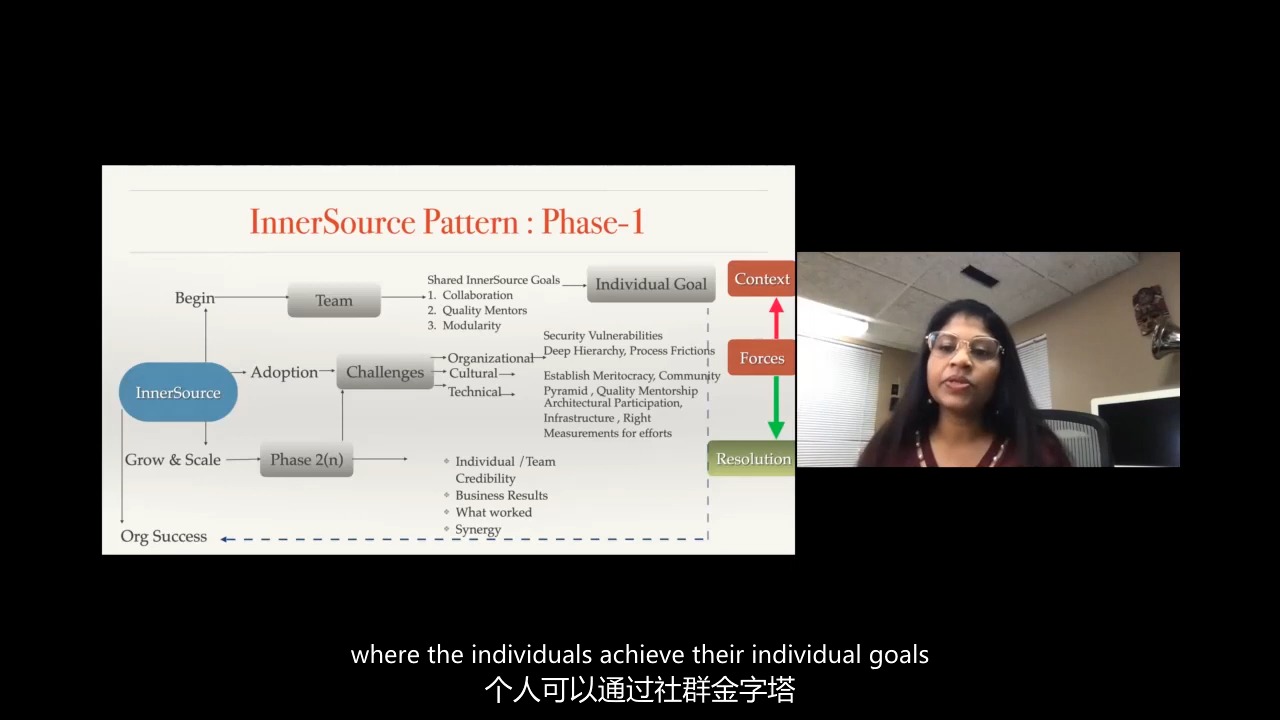 InnerSource Pattern : Phase-1
Begin
Team
Shared InnerSource Goals
1. Collaboration
2. Quality Mentors
3. Modularity
Individual Goal
Context
InnerSource
Adoption
Challenges
Organizational
Cultural
Technical
Security Vulnerabilities
Deep Hierarchy, Process Frictions
Establish Meritocracy, Community
Pyramid , Quality Mentorship
Architectural Participation,
Infrastructure , Right
Measurements for efforts
Forces
Grow & Scale
Phase 2(n)
Individual /Team
Credibility
Business Results
What worked
Synergy
Resolution
Org Success
where the individuals achieve their individual goals
个人可以通过社群金字塔